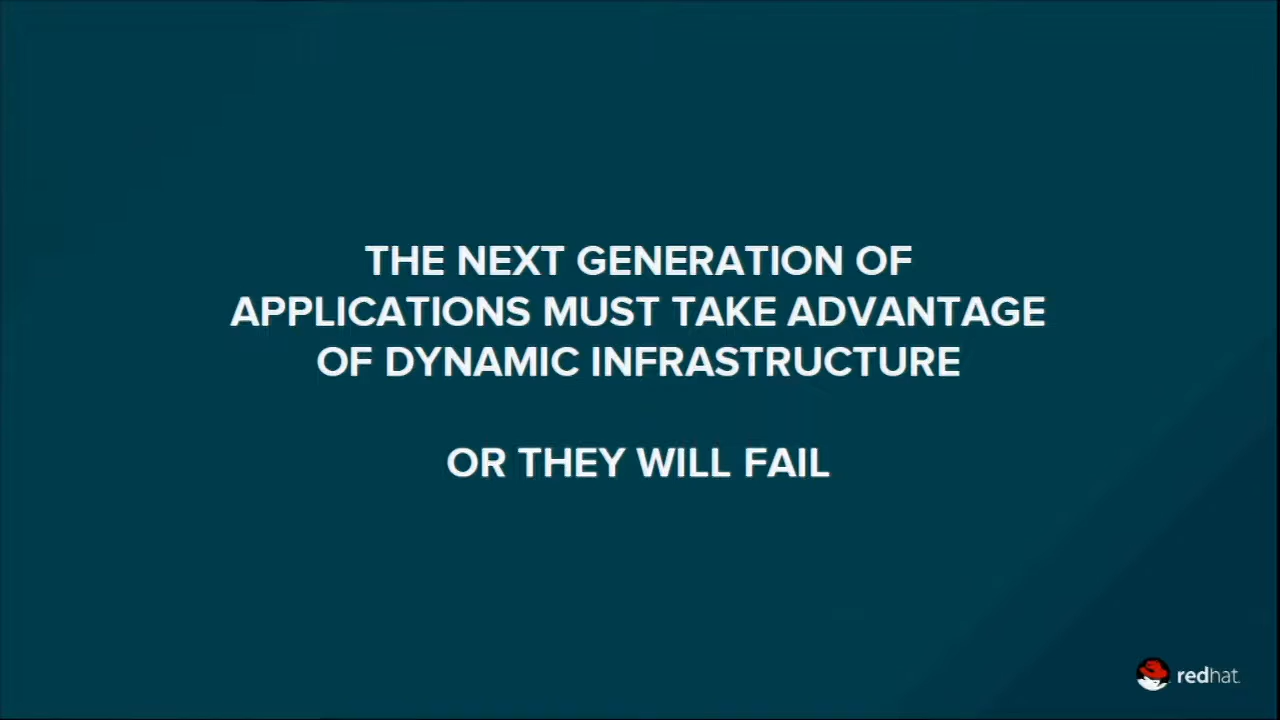 THE NEXT GENERATION OF
APPLICATIONS MUST TAKE ADVANTAGE
OF DYNAMIC INFRASTRUCTURE
OR THEY WILL FAIL
redhat.